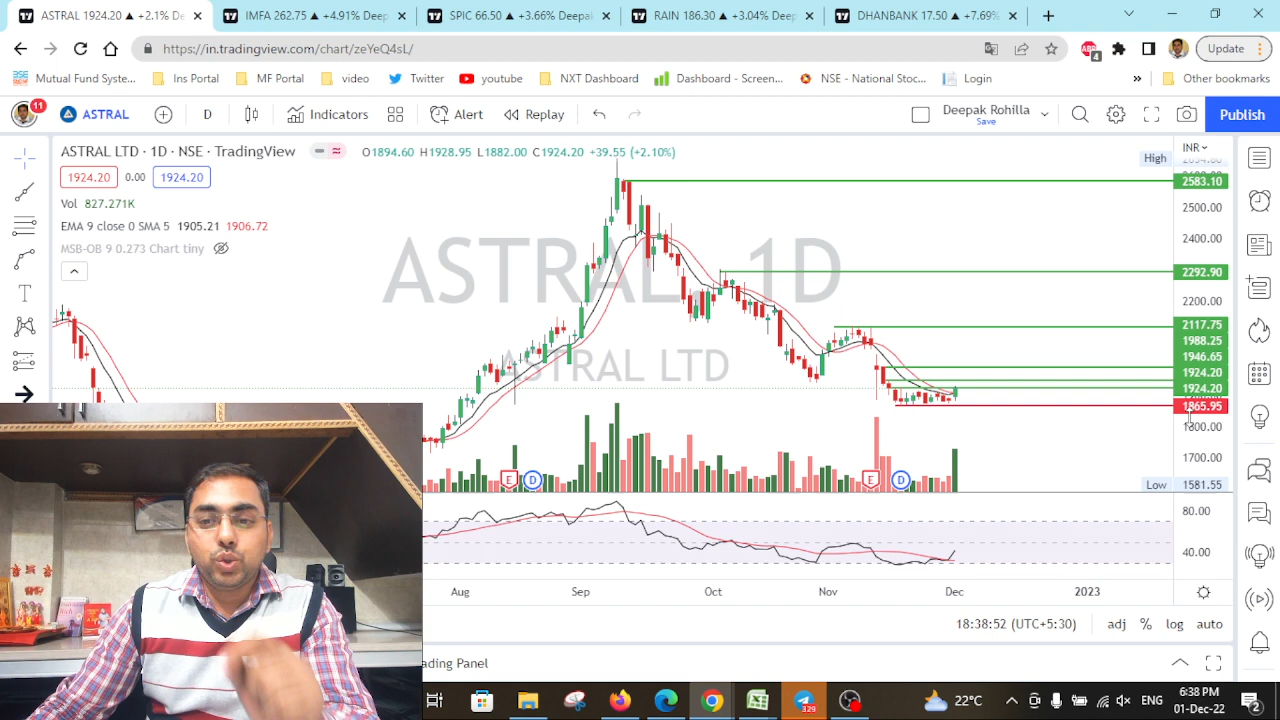 ASTRAL 1924.20 ▲ +2.1% De
IMFA 262.75 ▲ +4.91% Deep
SPIC 66.50 ▲ +3.66% Deepak
RAIN 186.30 ▲ +3.04% Deep
DHANBANK 17.50 ▲ +7.69%
https://in.tradingview.com/chart/zeYeQ4sL/
4
Update
Mutual Fund Syste...
Ins Portal
MF Portal
video
Twitter
youtube
NXT Dashboard
Dashboard - Screen...
NSE - National Stoc...
Login
»
Other bookmarks
11
ASTRAL
D
Indicators
Alert
Replay
Deepak Rohilla
Save
Publish
ASTRAL LTD · 1D · NSE · TradingView
O1894.60 H1928.95 L1882.00 C1924.20 +39.55 (+2.10%)
1924.20 0.00 1924.20
Vol 827.271K
EMA 9 close 0 SMA 5 1905.21 1906.72
MSB-OB 9 0.273 Chart tiny
ASTRAL, 1D
ASTRAL LTD
INR
High
2583.10
2500.00
2400.00
2292.90
2200.00
2117.75
1988.25
1946.65
1924.20
1924.20
1865.95
1800.00
1700.00
Low 1581.55
80.00
40.00
E D E D
Aug Sep Oct Nov Dec 2023
18:38:52 (UTC+5:30) adj % log auto
ading Panel
329
22°C
ENG
6:38 PM
01-Dec-22
2